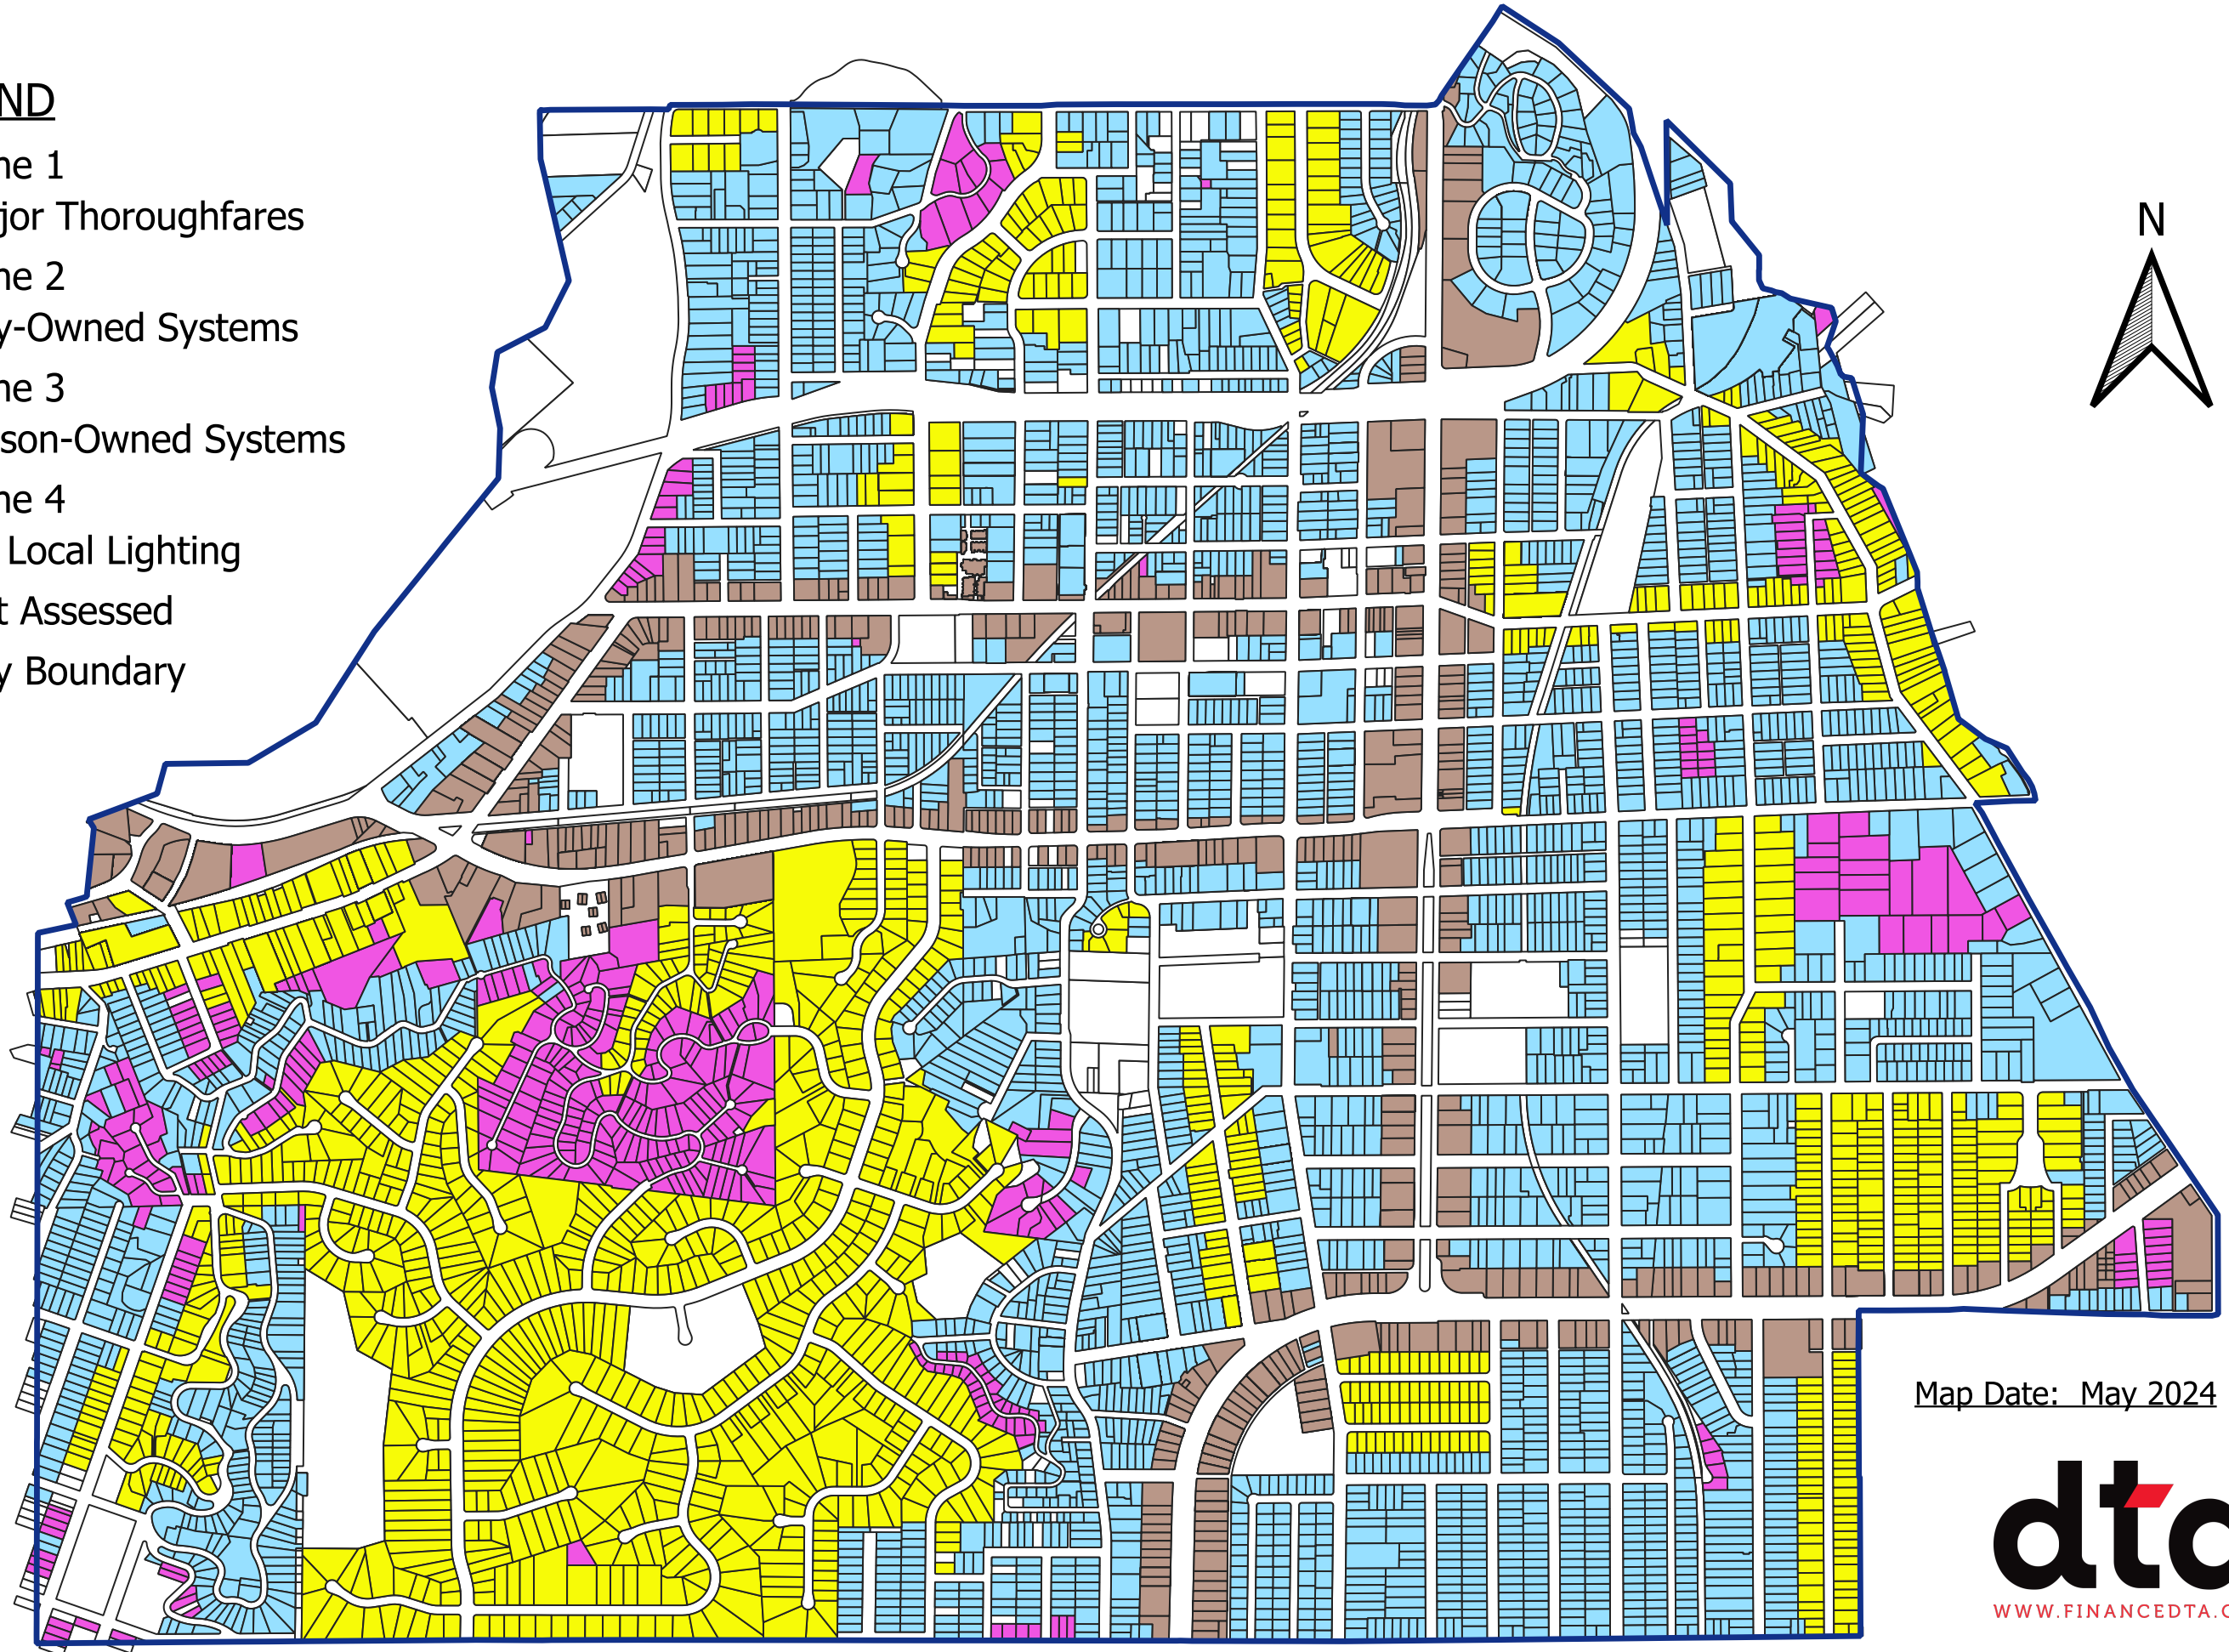 ND
ne 1
jor Thoroughfares
ne 2
y-Owned Systems
ne 3
son-Owned Systems
ne 4
Local Lighting
t Assessed
y Boundary
N
Map Date: May 2024
dta
WWW.FINANCEDTA.C